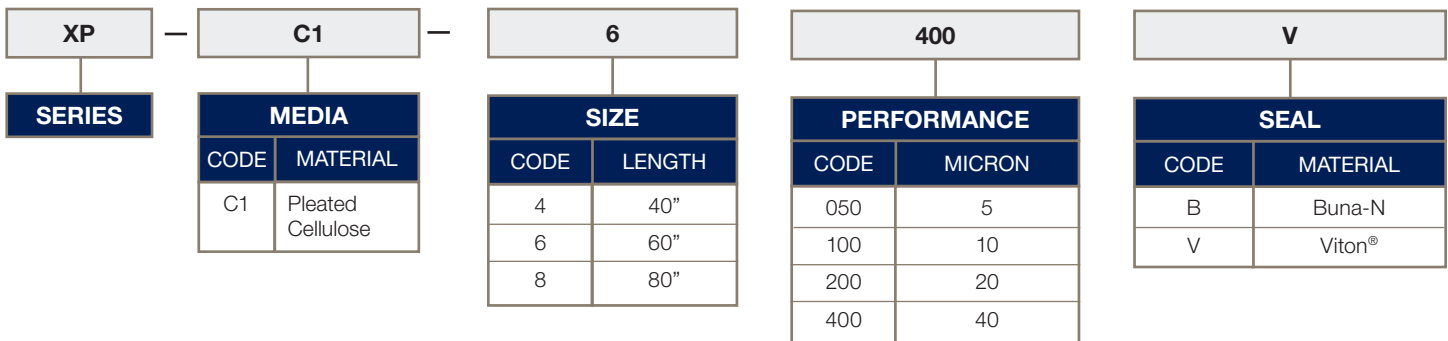 XP — C1 — 6 400 V
SERIES
MEDIA
CODE MATERIAL
C1 Pleated
Cellulose
SIZE
CODE LENGTH
4 40”
6 60”
8 80”
PERFORMANCE
CODE MICRON
050 5
100 10
200 20
400 40
SEAL
CODE MATERIAL
B Buna-N
V Viton®